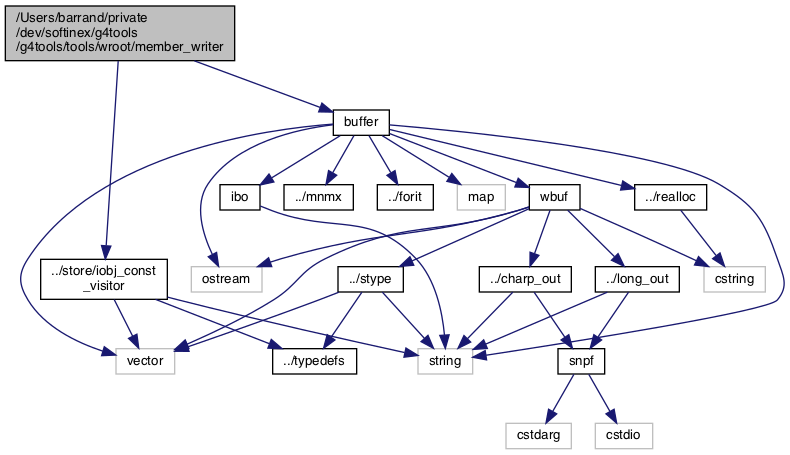 /Users/barrand/private
/dev/softinex/g4tools
/g4tools/tools/wroot/member_writer
buffer
ibo
../mnmx
../forit
map
wbuf
../realloc
../store/iobj_const
_visitor
ostream
../stype
../charp_out
../long_out
cstring
vector
../typedefs
string
snpf
cstdarg
cstdio